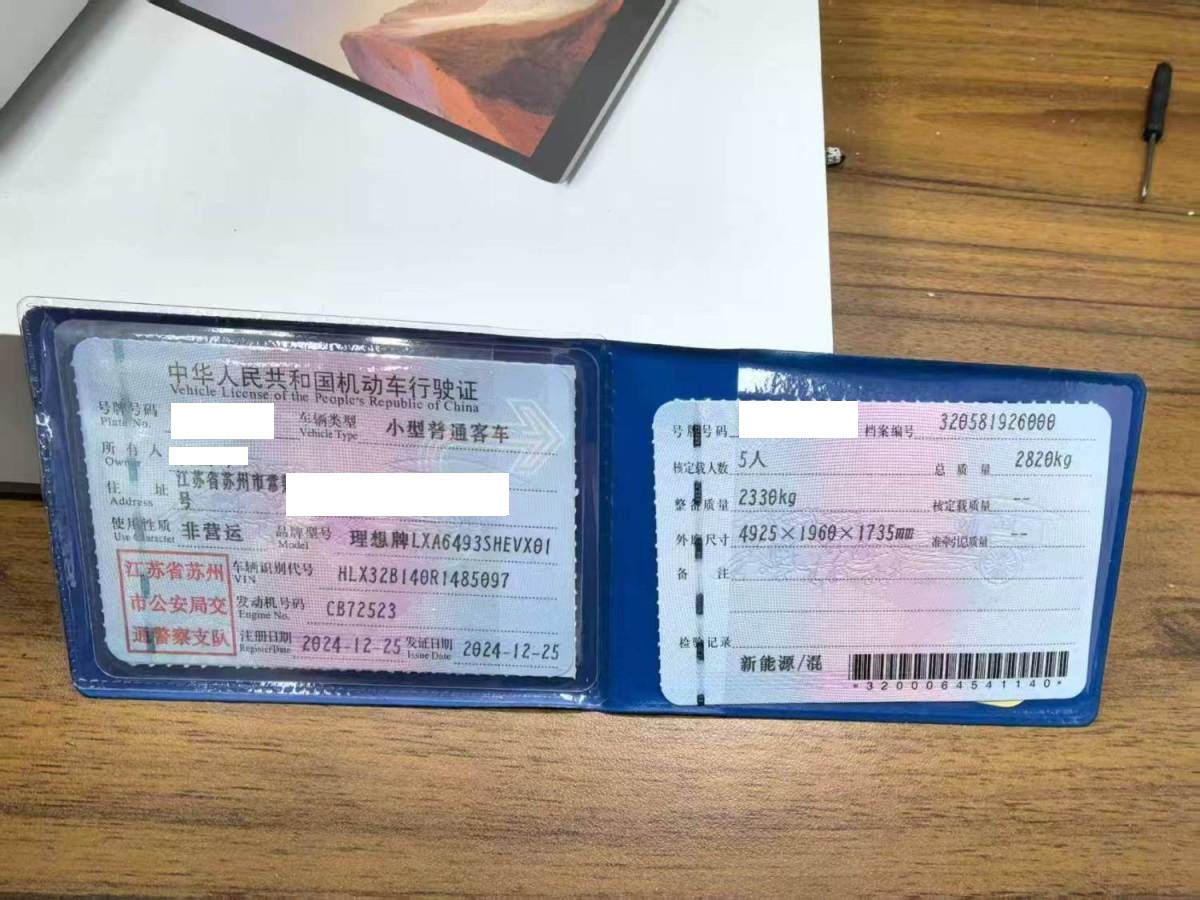 中华人民共和国机动车行驶证
Vehicle License of the People's Republic of China
号牌号码
Plate No.
车辆类型
Vehicle Type
小型普通客车
所有人
Owner
住址
Address
江苏省苏州市常
号
使用性质
Use Character
非营运
品牌型号
Model
理想牌LXA6493SHEVX01
江苏省苏州
市公安局交
通警察支队
车辆识别代号
VIN
HLX32B140R1485097
发动机号码
Engine No.
CB72523
注册日期
Register Date
2024-12-25
发证日期
Issue Date
2024-12-25
号牌号码
档案编号 320581926000
核定载人数 5人
总质量 2820kg
整备质量 2330kg
核定载质量 --
外廓尺寸 4925×1960×1735mm
准牵引总质量 --
备注
检验记录
新能源/混
*3200064541140*